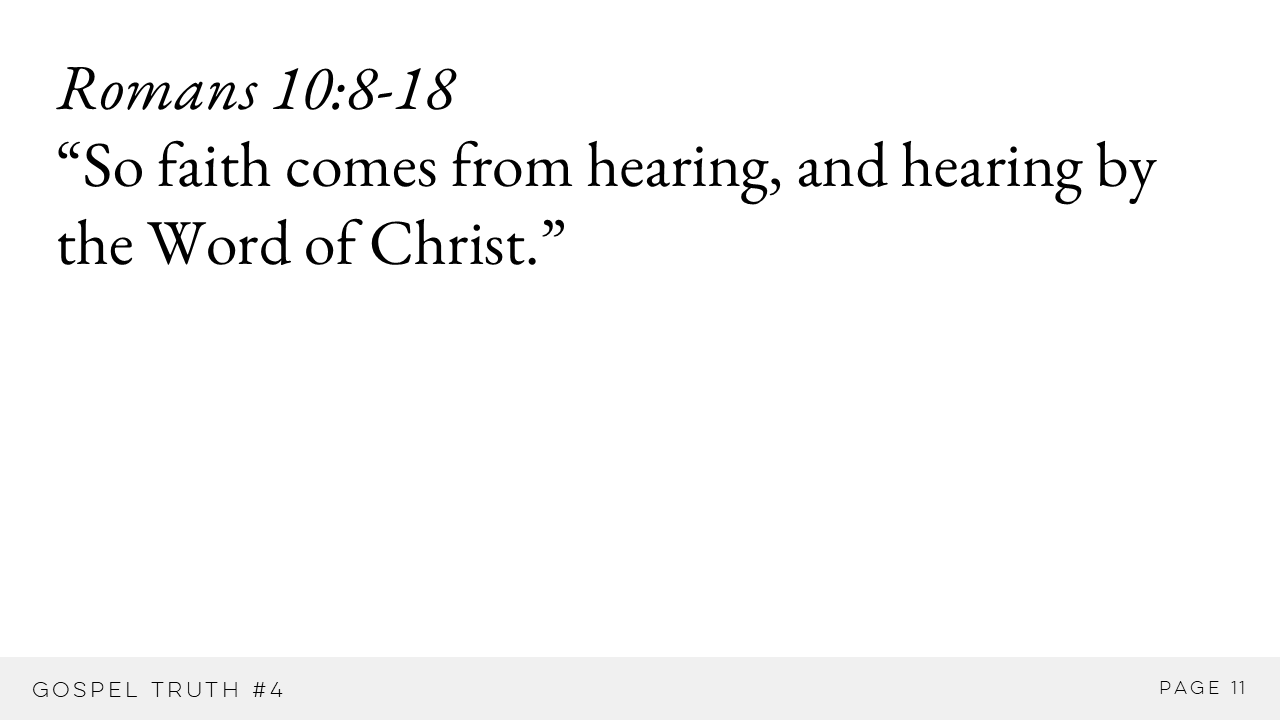 Romans 10:8-18
“So faith comes from hearing, and hearing by
the Word of Christ.”
GOSPEL TRUTH #4
PAGE 11